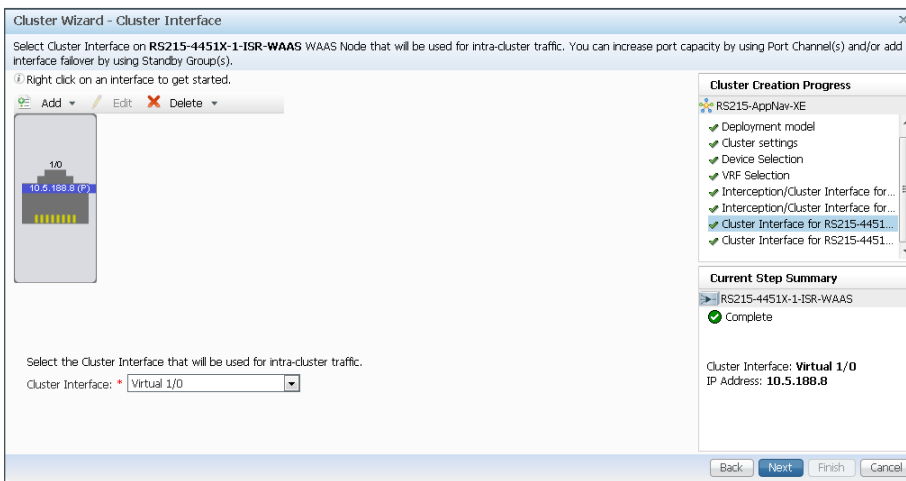 Cluster Wizard - Cluster Interface
Select Cluster Interface on RS215-4451X-1-ISR-WAAS WAAS Node that will be used for intra-cluster traffic. You can increase port capacity by using Port Channel(s) and/or add
interface failover by using Standby Group(s).
Right click on an interface to get started.
Add Edit Delete
1/0
10.5.188.8 (P)
Select the Cluster Interface that will be used for intra-cluster traffic.
Cluster Interface: * Virtual 1/0
Cluster Creation Progress
RS215-AppNav-XE
Deployment model
Cluster settings
Device Selection
VRF Selection
Interception/Cluster Interface for...
Interception/Cluster Interface for...
Cluster Interface for RS215-4451...
Cluster Interface for RS215-4451...
Current Step Summary
RS215-4451X-1-ISR-WAAS
Complete
Cluster Interface: Virtual 1/0
IP Address: 10.5.188.8
Back Next Finish Cancel